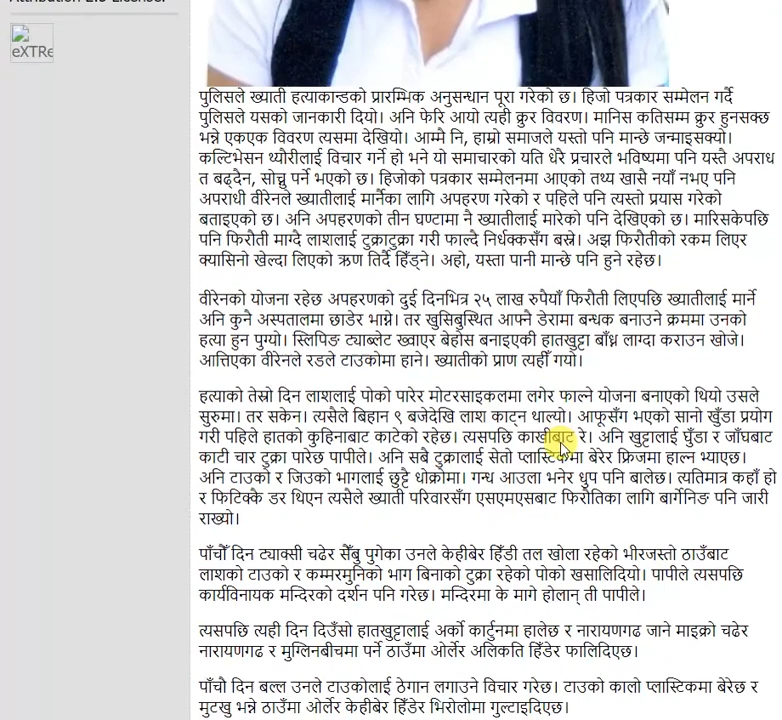 Attribution 2.0 License.
eXTRe
पुलिसले ख्याती हत्याकान्डको प्रारम्भिक अनुसन्धान पूरा गरेको छ। हिजो पत्रकार सम्मेलन गर्दै
पुलिसले यसको जानकारी दियो। अनि फेरि आयो त्यही क्रुर विवरण। मानिस कतिसम्म क्रुर हुनसक्छ
भन्ने एकएक विवरण त्यसमा देखियो। आम्मै नि, हाम्रो समाजले यस्तो पनि मान्छे जन्माइसक्यो।
कल्टिभेसन थ्यौरीलाई विचार गर्ने हो भने यो समाचारको यति धेरै प्रचारले भविष्यमा पनि यस्तै अपराध
त बढ्दैन, सोच्नु पर्ने भएको छ। हिजोको पत्रकार सम्मेलनमा आएको तथ्य खासै नयाँ नभए पनि
अपराधी वीरेनले ख्यातीलाई मार्नैका लागि अपहरण गरेको र पहिले पनि त्यस्तो प्रयास गरेको
बताइएको छ। अनि अपहरणको तीन घण्टामा नै ख्यातीलाई मारेको पनि देखिएको छ। मारिसकेपछि
पनि फिरौती माग्दै लाशलाई टुक्राटुक्रा गरी फाल्दै निर्धक्कसँग बस्ने। अझ फिरौतीको रकम लिएर
क्यासिनो खेल्दा लिएको ऋण तिर्दै हिँड्ने। अहो, यस्ता पानी मान्छे पनि हुने रहेछ।
वीरेनको योजना रहेछ अपहरणको दुई दिनभित्र २५ लाख रुपैयाँ फिरौती लिएपछि ख्यातीलाई मार्ने
अनि कुनै अस्पतालमा छाडेर भाग्ने। तर खुसिबुस्थित आफ्नै डेरामा बन्धक बनाउने क्रममा उनको
हत्या हुन पुग्यो। स्लिपिङ ट्याब्लेट ख्वाएर बेहोस बनाइएकी हातखुट्टा बाँध्न लाग्दा कराउन खोजे।
आत्तिएका वीरेनले रडले टाउकोमा हाने। ख्यातीको प्राण त्यहीँ गयो।
हत्याको तेस्रो दिन लाशलाई पोको पारेर मोटरसाइकलमा लगेर फाल्ने योजना बनाएको थियो उसले
सुरुमा। तर सकेन। त्यसैले बिहान ९ बजेदेखि लाश काट्न थाल्यो। आफूसँग भएको सानो खुँडा प्रयोग
गरी पहिले हातको कुहिनाबाट काटेको रहेछ। त्यसपछि काखीबाट रे। अनि खुट्टालाई घुँडा र जाँघबाट
काटी चार टुक्रा पारेछ पापीले। अनि सबै टुक्रालाई सेतो प्लास्टिकमा बेरेर फ्रिजमा हाल्न भ्याएछ।
अनि टाउको र जिउको भागलाई छुट्टै धोक्रोमा। गन्ध आउला भनेर धुप पनि बालेछ। त्यतिमात्र कहाँ हो
र फिटिक्कै डर थिएन त्यसैले ख्याती परिवारसँग एसएमएसबाट फिरौतिका लागि बार्गेनिङ पनि जारी
राख्यो।
पाँचौँ दिन ट्याक्सी चढेर सैँबु पुगेका उनले केहीबेर हिँडी तल खोला रहेको भीरजस्तो ठाउँबाट
लाशको टाउको र कम्मरमुनिको भाग बिनाको टुक्रा रहेको पोको खसालिदियो। पापीले त्यसपछि
कार्यविनायक मन्दिरको दर्शन पनि गरेछ। मन्दिरमा के मागे होलान् ती पापीले।
त्यसपछि त्यही दिन दिउँसो हातखुट्टालाई अर्को कार्टुनमा हालेछ र नारायणगढ जाने माइक्रो चढेर
नारायणगढ र मुग्लिनबीचमा पर्ने ठाउँमा ओर्लेर अलिकति हिँडेर फालिदिएछ।
पाँचौ दिन बल्ल उनले टाउकोलाई ठेगान लगाउने विचार गरेछ। टाउको कालो प्लास्टिकमा बेरेछ र
मुटखु भन्ने ठाउँमा ओर्लेर केहीबेर हिँडेर भिरोलोमा गुल्टाइदिएछ।